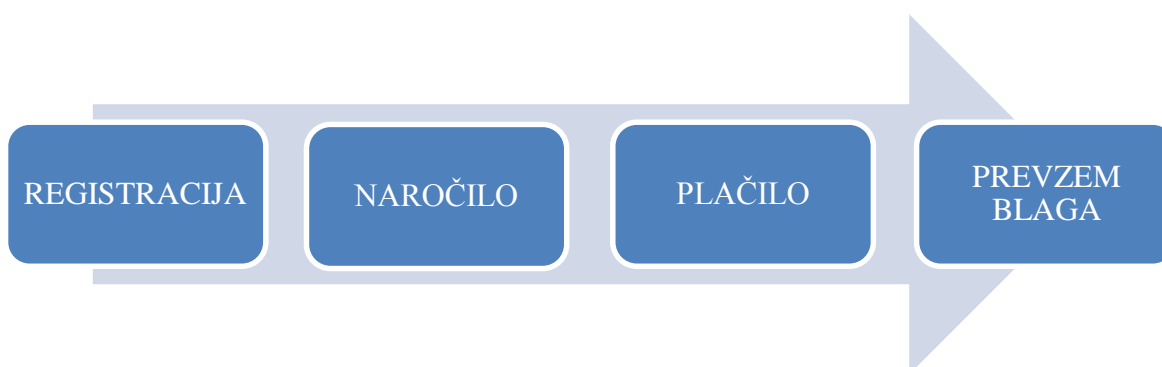 REGISTRACIJA
NAROČILO
PLAČILO
PREVZEM
BLAGA